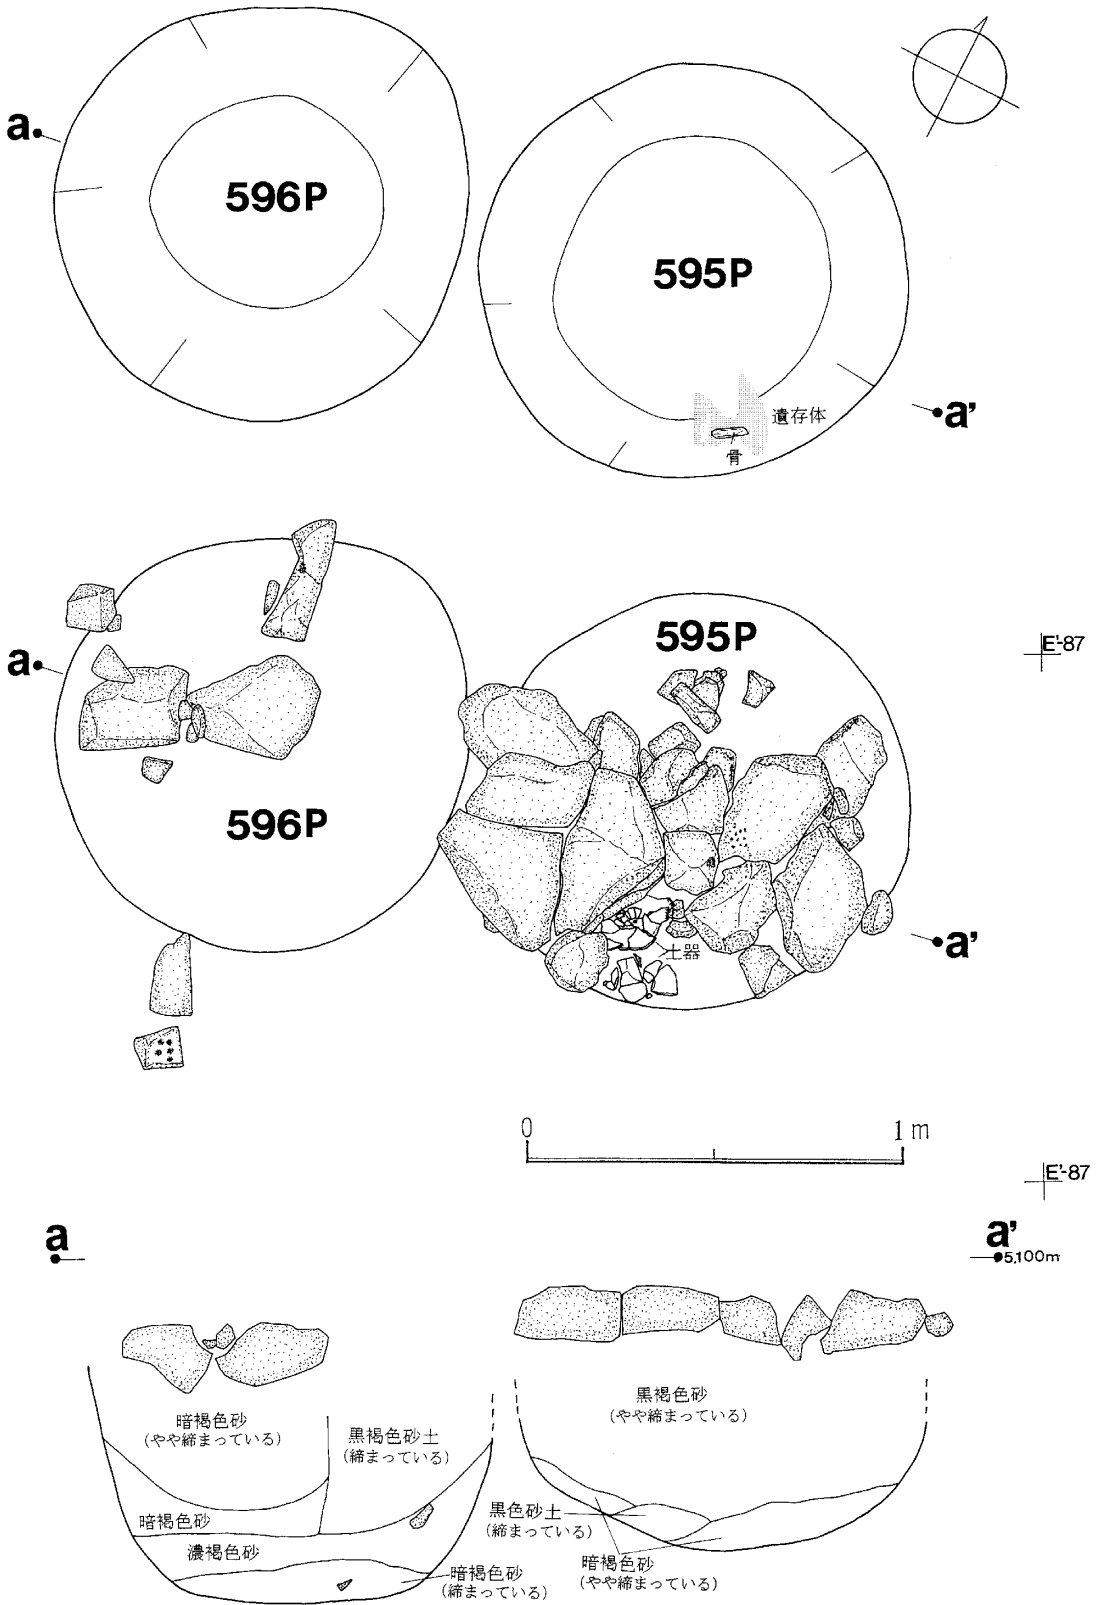 a
596P
595P
a'
遺存体
骨
595P
E'-87
a
596P
土器
a'
0 1m
E'-87
a a'
5,100m
黒褐色砂
(やや締まっている)
暗褐色砂
(やや締まっている)
黒褐色砂土
(締まっている)
暗褐色砂
黒色砂土
(締まっている)
濃褐色砂
暗褐色砂
(締まっている)
暗褐色砂
(やや締まっている)